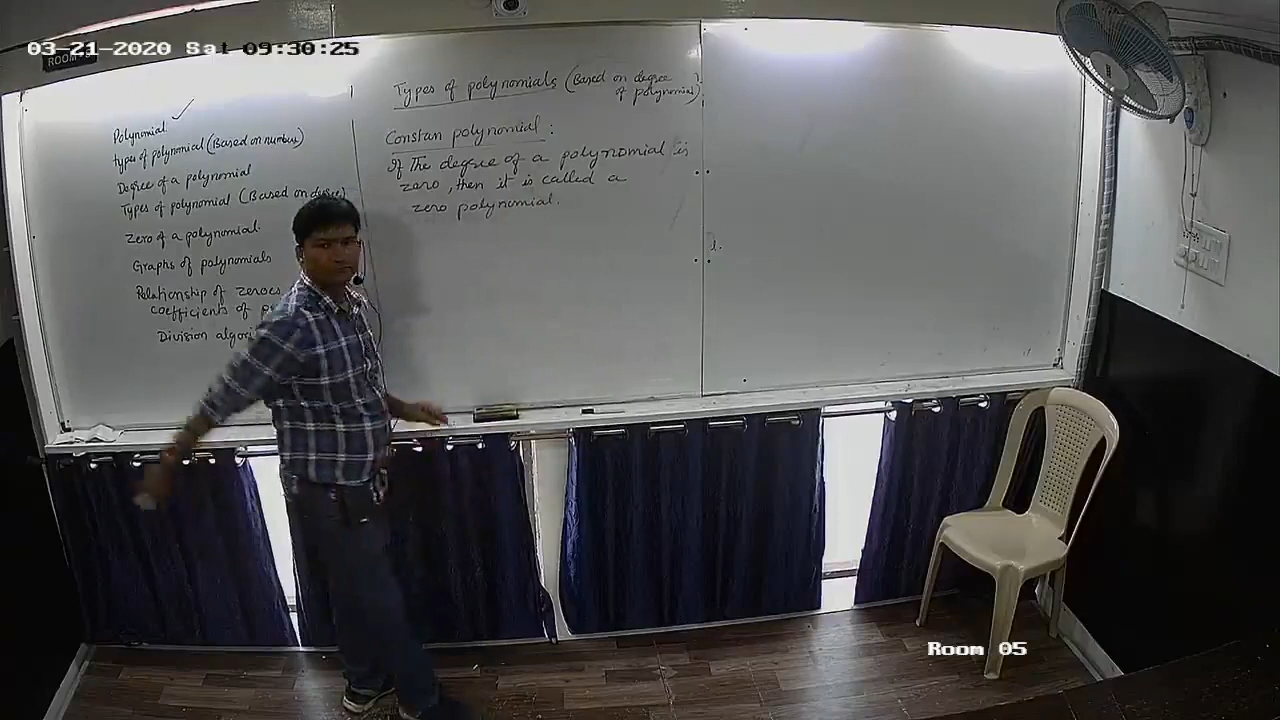 03-21-2020 Sat 09:30:25
ROOM
Polynomial ✓
types of polynomial (Based on number)
Degree of a polynomial
Types of polynomial (Based on degree)
Zero of a polynomial.
Graphs of polynomials
Relationship of zeroes
coefficients of
Division
Types of polynomials (Based on degree
of polynomial)
Constan polynomial :
If The degree of a polynomial is
zero, then it is called a
zero polynomial.
Room 05